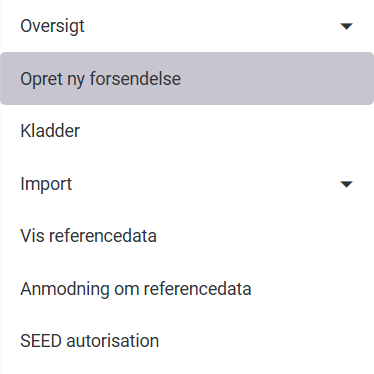 Oversigt
Opret ny forsendelse
Kladder
Import
Vis referencedata
Anmodning om referencedata
SEED autorisation